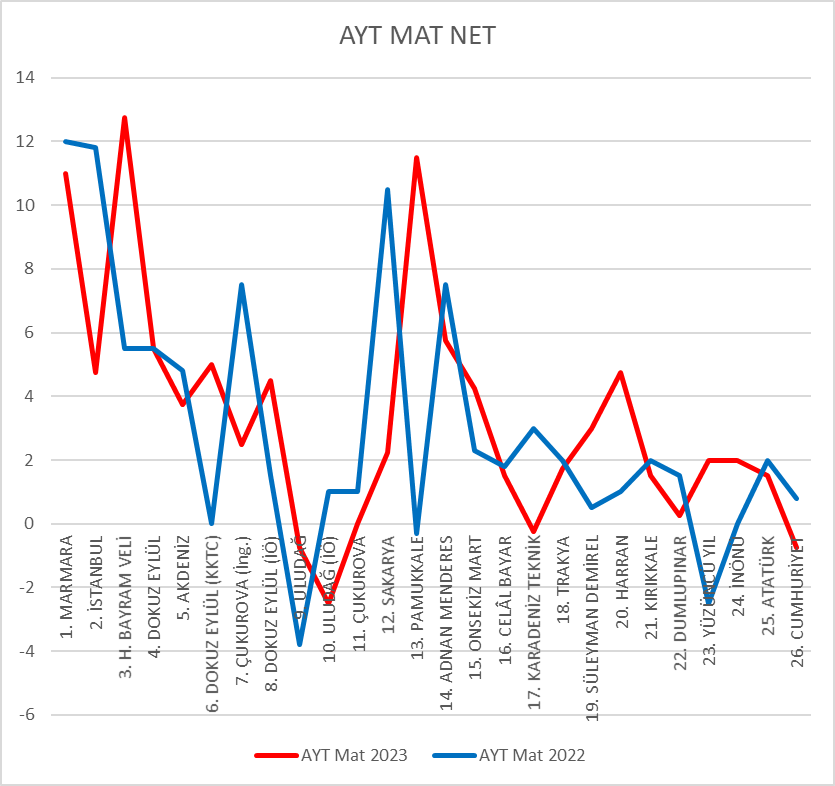 AYT MAT NET
14
12
10
8
6
4
2
0
-2
-4
-6
1. MARMARA
2. İSTANBUL
3. H. BAYRAM VELİ
4. DOKUZ EYLÜL
5. AKDENİZ
6. DOKUZ EYLÜL (KKTC)
7. ÇUKUROVA (İng.)
8. DOKUZ EYLÜL (İÖ)
9. ULUDAĞ
10. ULUDAĞ (İÖ)
11. ÇUKUROVA
12. SAKARYA
13. PAMUKKALE
14. ADNAN MENDERES
15. ONSEKİZ MART
16. CELÂL BAYAR
17. KARADENİZ TEKNİK
18. TRAKYA
19. SÜLEYMAN DEMİREL
20. HARRAN
21. KIRIKKALE
22. DUMLUPINAR
23. YÜZÜNCÜ YIL
24. İNÖNÜ
25. ATATÜRK
26. CUMHURİYET
AYT Mat 2023
AYT Mat 2022